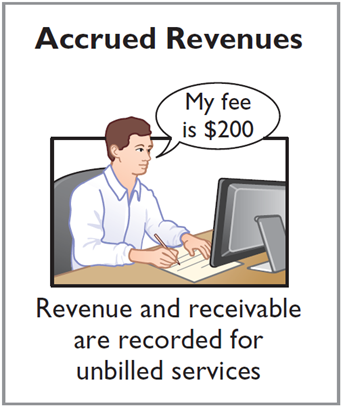 Accrued Revenues
My fee
is $200
Revenue and receivable
are recorded for
unbilled services